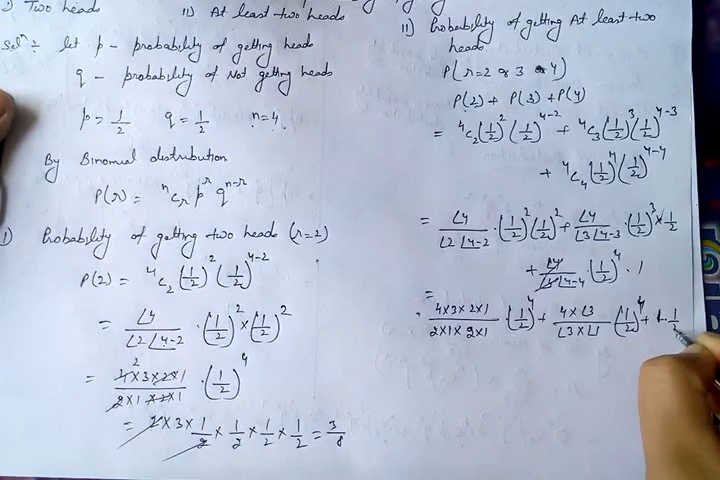 I) Two heads II) At least two heads
Solⁿ :- let p - probability of getting head
q - probability of Not getting heads
p = 1/2 q = 1/2 n = 4.
By Binomial distribution
P(r) = ⁿCᵣ pʳ qⁿ⁻ʳ
I) Probability of getting two heads (r=2)
P(2) = ⁴C₂ (1/2)² (1/2)⁴⁻²
= ∠4 / ∠2 ∠4-2 · (1/2)² × (1/2)²
= 4×3×2×1 / 2×1×2×1 · (1/2)⁴
2
= 2×3× 1/2 × 1/2 × 1/2 × 1/2 = 3/8
II) Probability of getting At least two
heads.
P(r=2 or 3 or 4)
P(2) + P(3) + P(4)
= ⁴C₂ (1/2)² (1/2)⁴⁻² + ⁴C₃ (1/2)³ (1/2)⁴⁻³
+ ⁴C₄ (1/2)⁴ (1/2)⁴⁻⁴
= ∠4 / ∠2 ∠4-2 · (1/2)² (1/2)² + ∠4 / ∠3 ∠4-3 · (1/2)³ × 1/2
+ ∠4 / ∠4 ∠4-4 · (1/2)⁴ · 1
=
= 4×3×2×1 / 2×1×2×1 · (1/2)⁴ + 4×∠3 / ∠3×∠1 · (1/2)⁴ + 1· 1/2